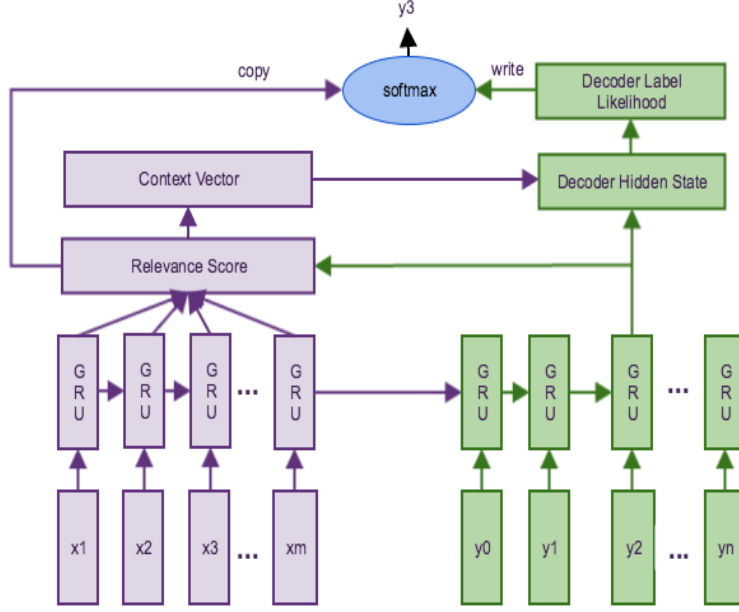 y3
copy
softmax
write
Decoder Label
Likelihood
Context Vector
Decoder Hidden State
Relevance Score
G
R
U
G
R
U
G
R
U
...
G
R
U
G
R
U
G
R
U
G
R
U
...
G
R
U
x1
x2
x3
...
xm
y0
y1
y2
...
yn